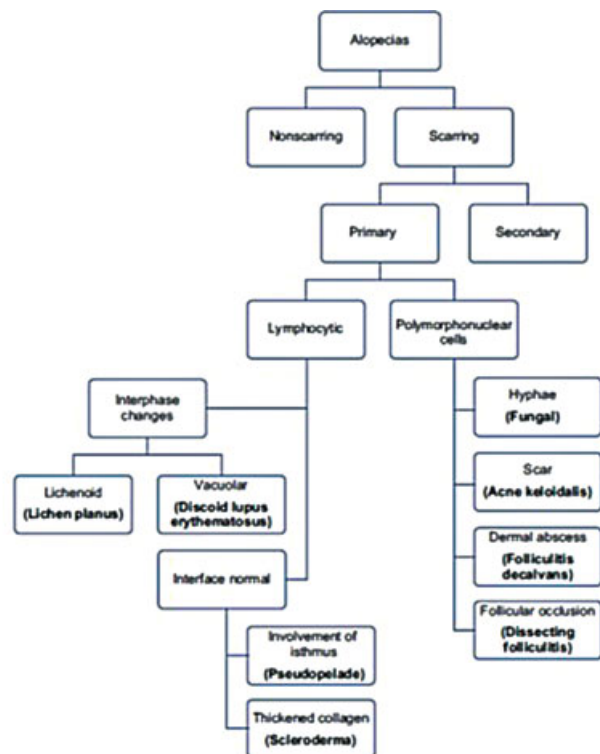 Alopecias
Nonscarring
Scarring
Primary
Secondary
Lymphocytic
Polymorphonuclear
cells
Interphase
changes
Hyphae
(Fungal)
Lichenoid
(Lichen planus)
Vacuolar
(Discoid lupus
erythematosus)
Scar
(Acne keloidalis)
Interface normal
Dermal abscess
(Folliculitis
decalvans)
Follicular occlusion
(Dissecting
folliculitis)
Involvement of
isthmus
(Pseudopelade)
Thickened collagen
(Scleroderma)